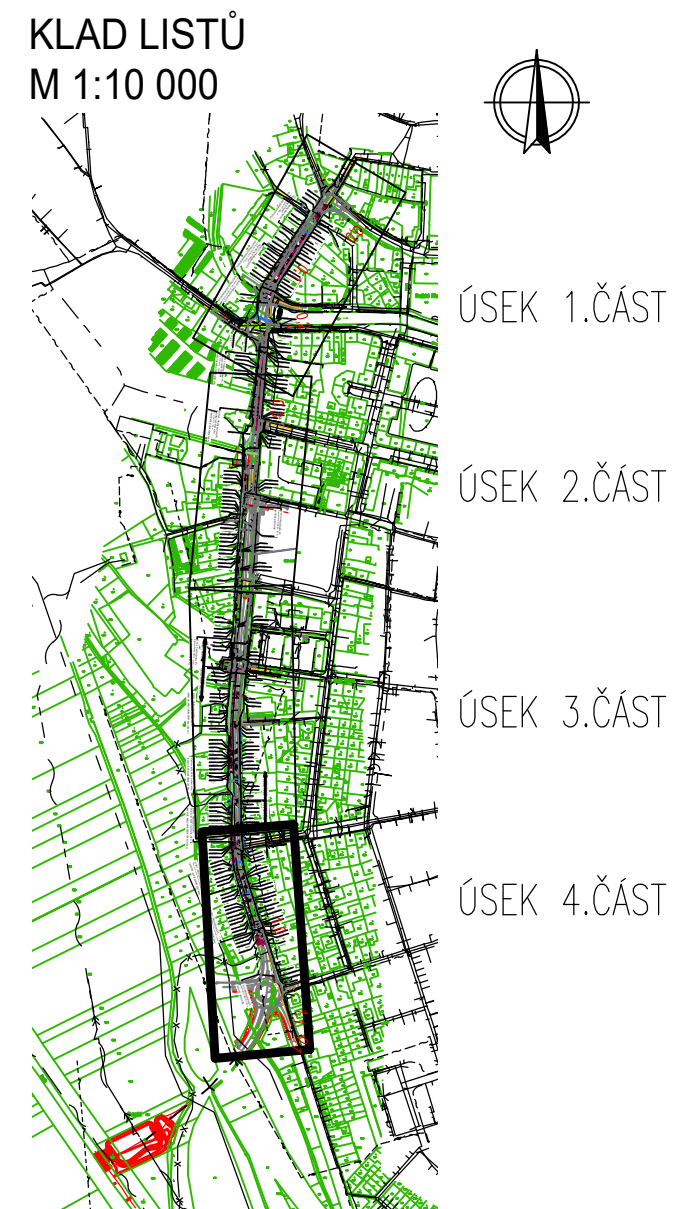 KLAD LISTŮ
M 1:10 000
ÚSEK 1.ČÁST
ÚSEK 2.ČÁST
ÚSEK 3.ČÁST
ÚSEK 4.ČÁST